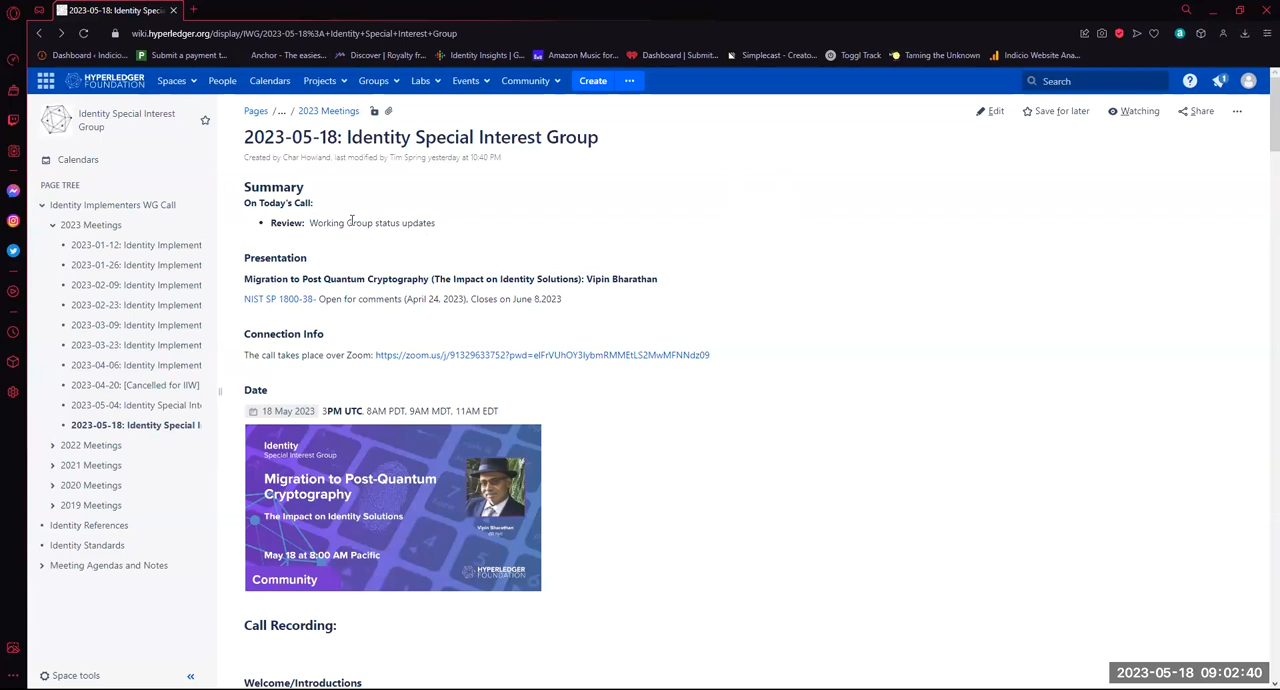 2023-05-18: Identity Special I
wiki.hyperledger.org/display/IWG/2023-05-18%3A+Identity+Special+Interest+Group
Dashboard ‹ Indicio...
Submit a payment t...
Anchor - The easies...
Discover | Royalty fr...
Identity Insights | G...
Amazon Music for...
Dashboard | Submit...
Simplecast - Creato...
Toggl Track
Taming the Unknown
Indicio Website Ana...
HYPERLEDGER
FOUNDATION
Spaces
People
Calendars
Projects
Groups
Labs
Events
Community
Create
Search
1
Identity Special Interest
Group
Calendars
PAGE TREE
Identity Implementers WG Call
2023 Meetings
2023-01-12: Identity Implement
2023-01-26: Identity Implement
2023-02-09: Identity Implement
2023-02-23: Identity Implement
2023-03-09: Identity Implement
2023-03-23: Identity Implement
2023-04-06: Identity Implement
2023-04-20: [Cancelled for IIW]
2023-05-04: Identity Special Int
2023-05-18: Identity Special I
2022 Meetings
2021 Meetings
2020 Meetings
2019 Meetings
Identity References
Identity Standards
Meeting Agendas and Notes
Space tools
Pages /... / 2023 Meetings
Edit
Save for later
Watching
Share
2023-05-18: Identity Special Interest Group
Created by Char Howland, last modified by Tim Spring yesterday at 10:40 PM
Summary
On Today's Call:
Review: Working Group status updates
Presentation
Migration to Post Quantum Cryptography (The Impact on Identity Solutions): Vipin Bharathan
NIST SP 1800-38- Open for comments (April 24, 2023), Closes on June 8,2023
Connection Info
The call takes place over Zoom: https://zoom.us/j/91329633752?pwd=elFrVUhOY3lybmRMMEtLS2MwMFNNdz09
Date
18 May 2023 3PM UTC, 8AM PDT, 9AM MDT, 11AM EDT
Identity
Special Interest Group
Migration to Post-Quantum
Cryptography
The Impact on Identity Solutions
Vipin Bharathan
May 18 at 8:00 AM Pacific
HYPERLEDGER
FOUNDATION
Community
Call Recording:
Welcome/Introductions
2023-05-18 09:02:40